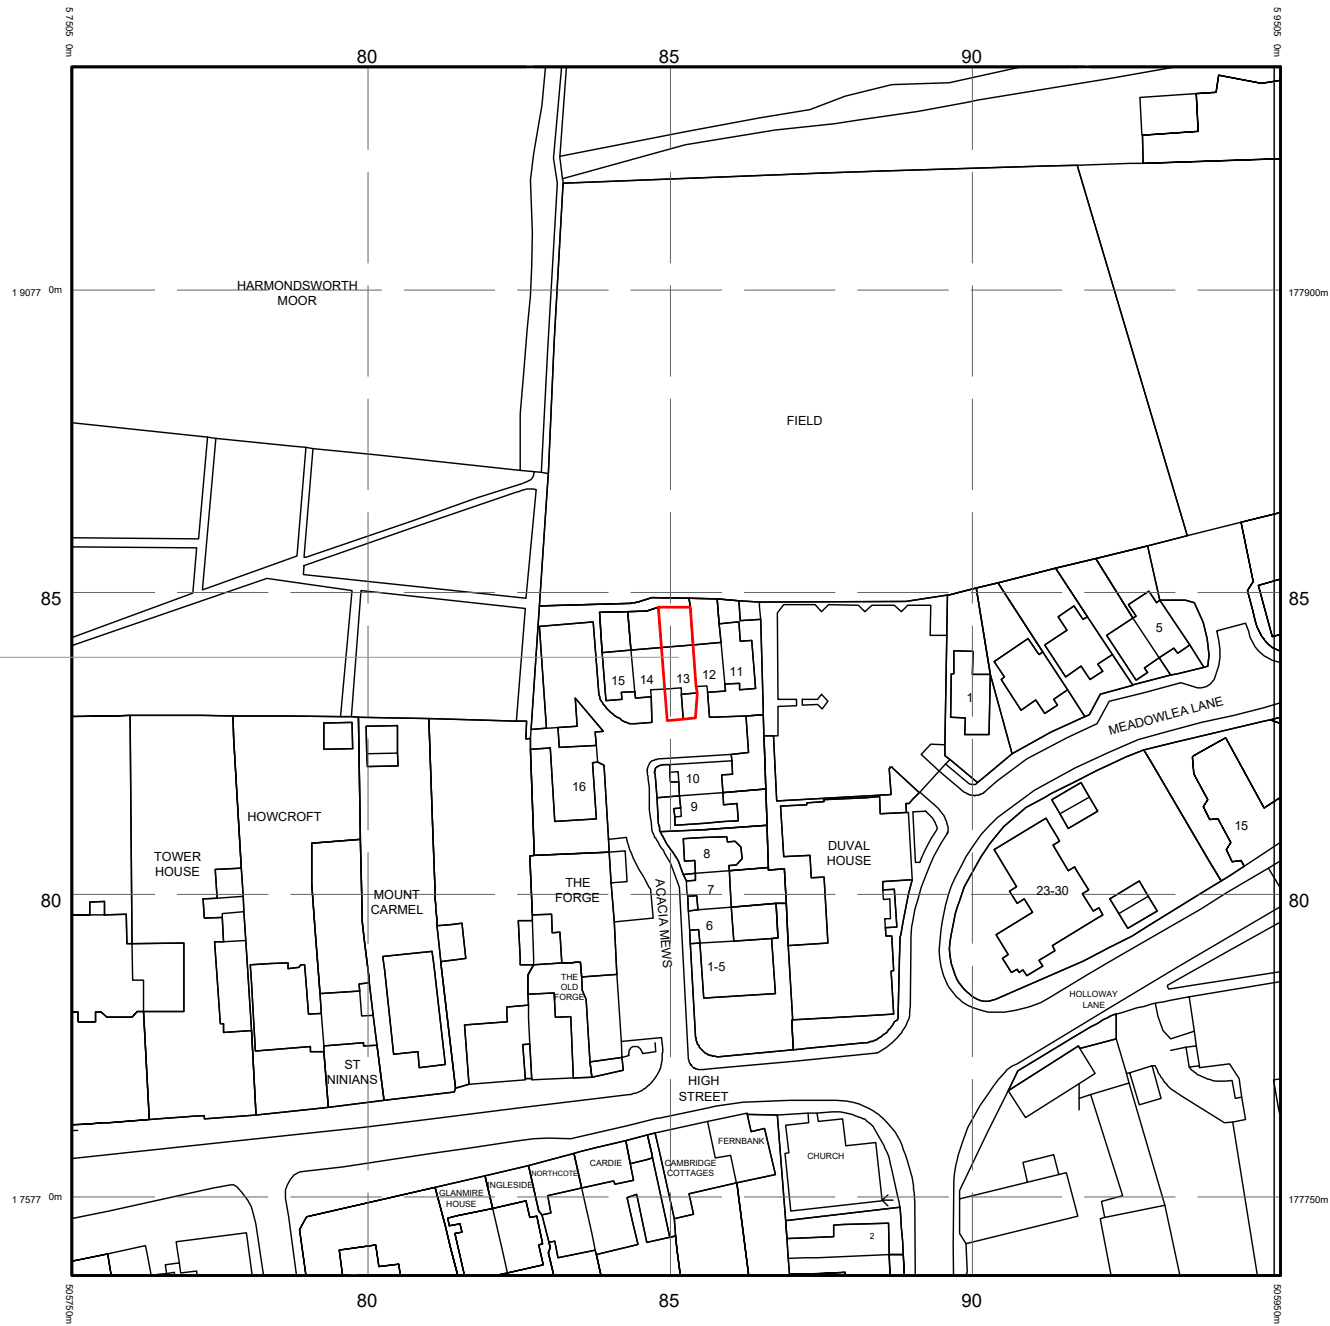 5 7505 0m
5 9505 0m
80
85
90
HARMONDSWORTH
MOOR
1 9077 0m
177900m
FIELD
85
85
5
15
14
13
12
11
1
MEADOWLEA LANE
16
10
9
HOWCROFT
TOWER
HOUSE
8
DUVAL
HOUSE
15
THE
FORGE
7
23-30
MOUNT
CARMEL
80
80
ACACIA MEWS
6
1-5
THE
OLD
FORGE
HOLLOWAY
LANE
ST
NINIANS
HIGH
STREET
FERNBANK
CHURCH
CARDIE
CAMBRIDGE
COTTAGES
NORTHCOTE
INGLESIDE
GLANMIRE
HOUSE
1 7577 0m
177750m
2
505750m
505950m
80
85
90